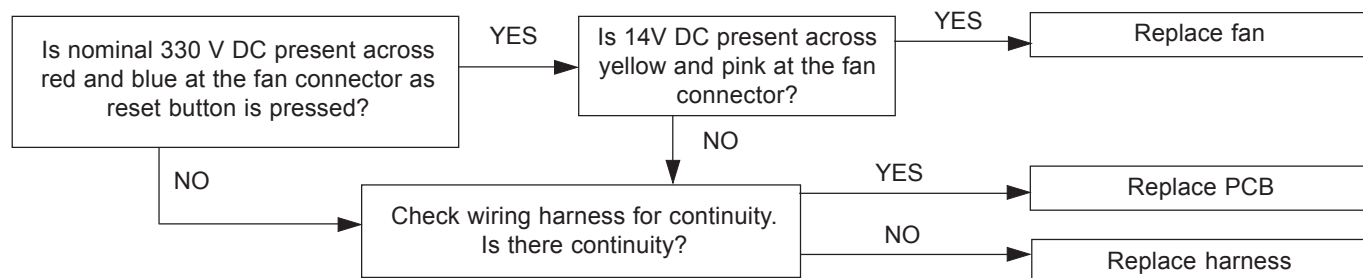 Is nominal 330 V DC present across
red and blue at the fan connector as
reset button is pressed?
YES
Is 14V DC present across
yellow and pink at the fan
connector?
YES
Replace fan
NO
NO
Check wiring harness for continuity.
Is there continuity?
YES
Replace PCB
NO
Replace harness